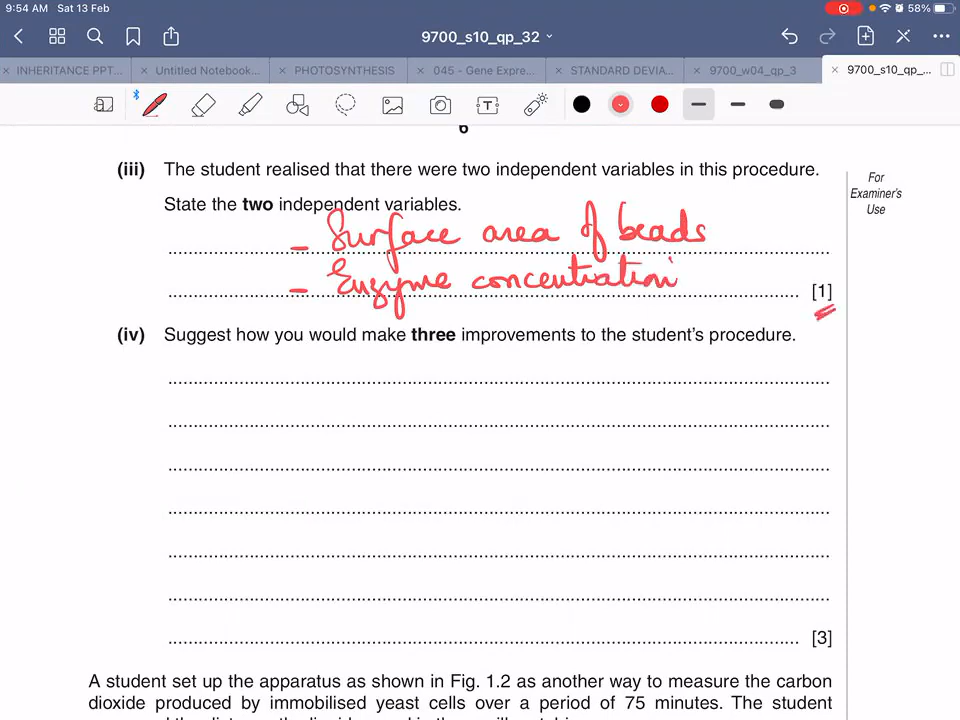 9:54 AM Sat 13 Feb
58%
9700_s10_qp_32
INHERITANCE PPT... Untitled Notebook... PHOTOSYNTHESIS 045 - Gene Expre... STANDARD DEVIA... 9700_w04_qp_3 9700_s10_qp_...
6
(iii) The student realised that there were two independent variables in this procedure.
For
Examiner's
Use
State the two independent variables.
- Surface area of beads
- Enzyme concentration
[1]
(iv) Suggest how you would make three improvements to the student's procedure.
[3]
A student set up the apparatus as shown in Fig. 1.2 as another way to measure the carbon
dioxide produced by immobilised yeast cells over a period of 75 minutes. The student